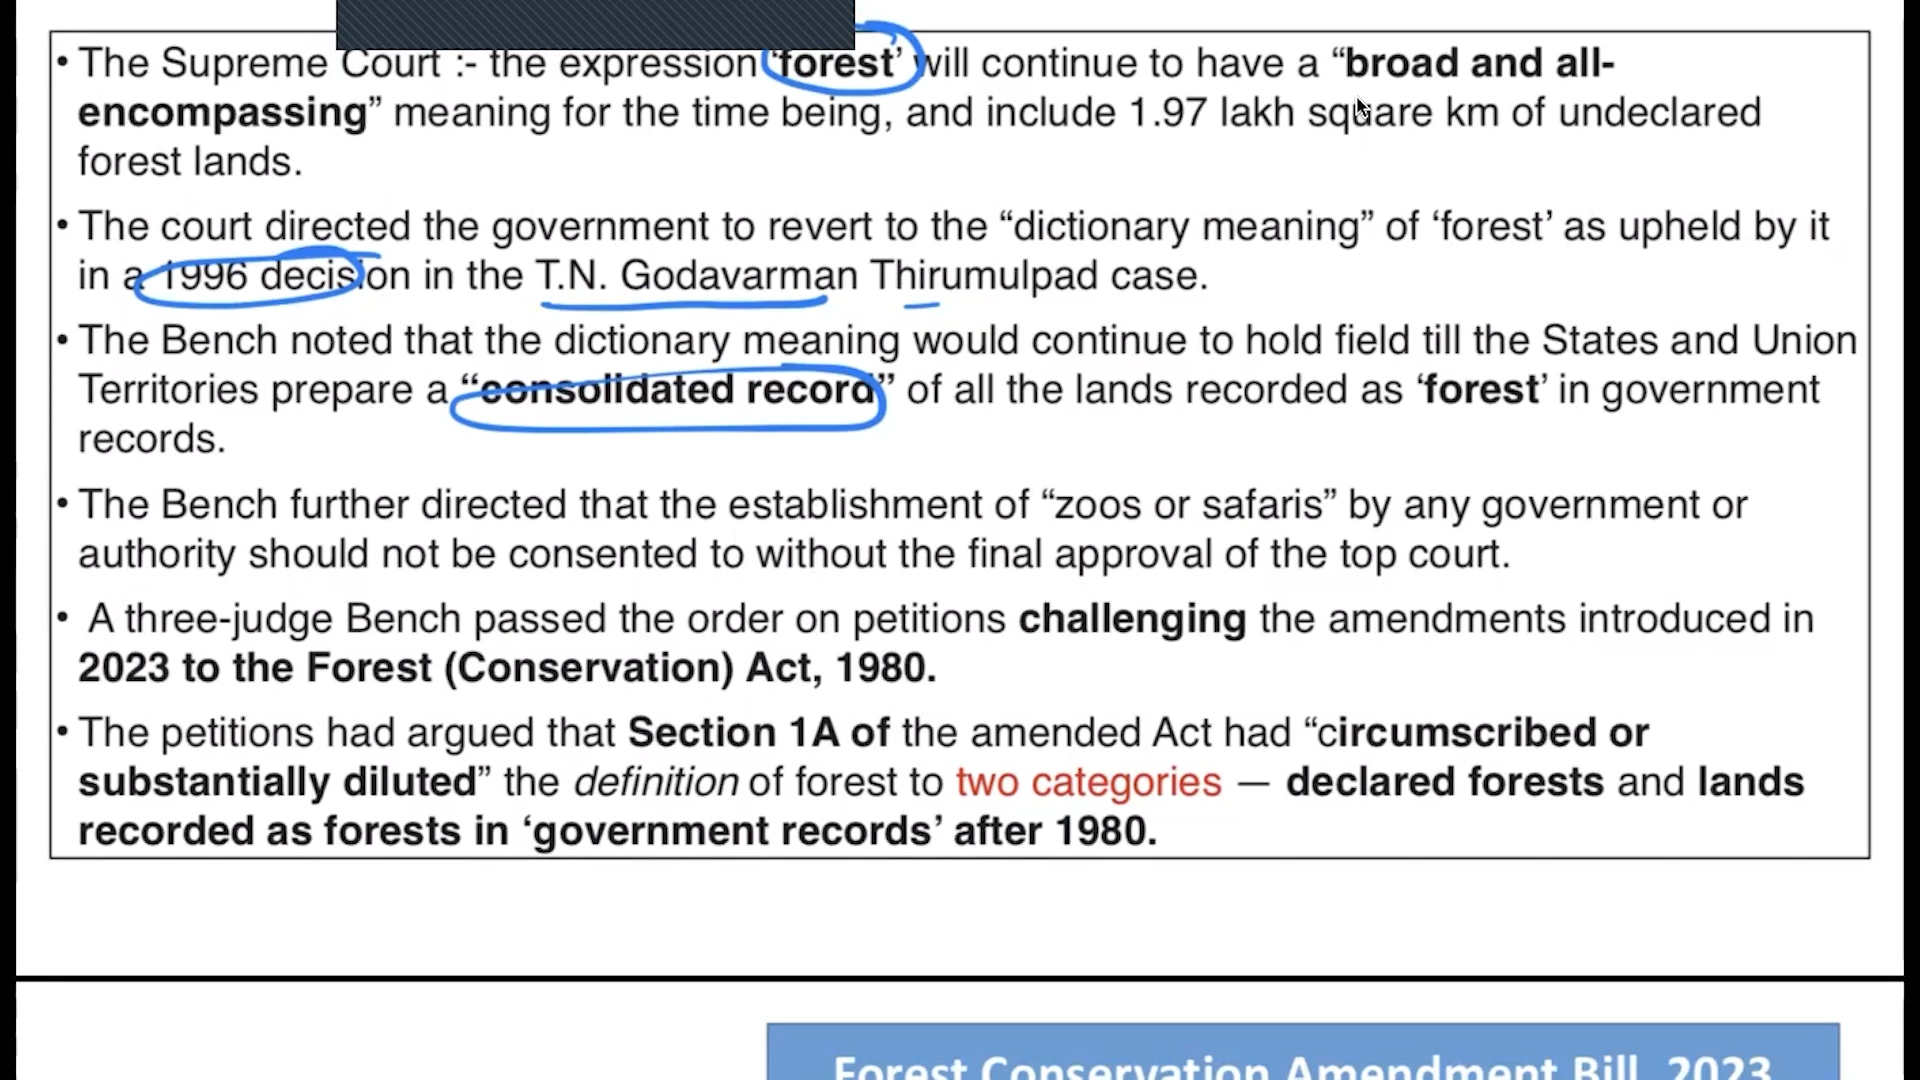 • The Supreme Court :- the expression ‘forest’ will continue to have a “broad and all-
encompassing” meaning for the time being, and include 1.97 lakh square km of undeclared
forest lands.
• The court directed the government to revert to the “dictionary meaning” of ‘forest’ as upheld by it
in a 1996 decision in the T.N. Godavarman Thirumulpad case.
• The Bench noted that the dictionary meaning would continue to hold field till the States and Union
Territories prepare a “consolidated record” of all the lands recorded as ‘forest’ in government
records.
• The Bench further directed that the establishment of “zoos or safaris” by any government or
authority should not be consented to without the final approval of the top court.
• A three-judge Bench passed the order on petitions challenging the amendments introduced in
2023 to the Forest (Conservation) Act, 1980.
• The petitions had argued that Section 1A of the amended Act had “circumscribed or
substantially diluted” the definition of forest to two categories — declared forests and lands
recorded as forests in ‘government records’ after 1980.
Forest Conservation Amendment Bill, 2023